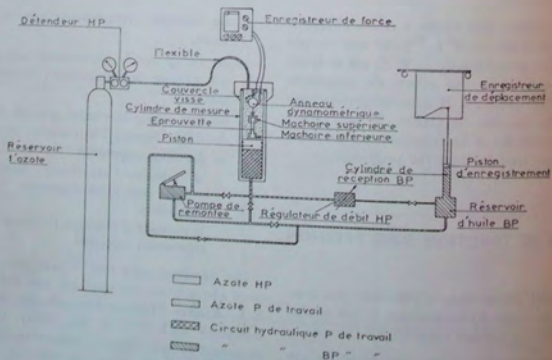 Détendeur HP
Enregistreur de force
Flexible
Couvercle
vissé
Cylindre de mesure
Eprouvette
Piston
Anneau
dynamométrique
Machoire supérieure
Machoire inférieure
Enregistreur
de déplacement
Réservoir
d'azote
Cylindre de
reception BP
Piston
d'enregistrement
Pompe de
remontée
Régulateur de débit HP
Réservoir
d'huile BP
Azote HP
Azote P de travail
Circuit hydraulique P de travail
" " BP " "